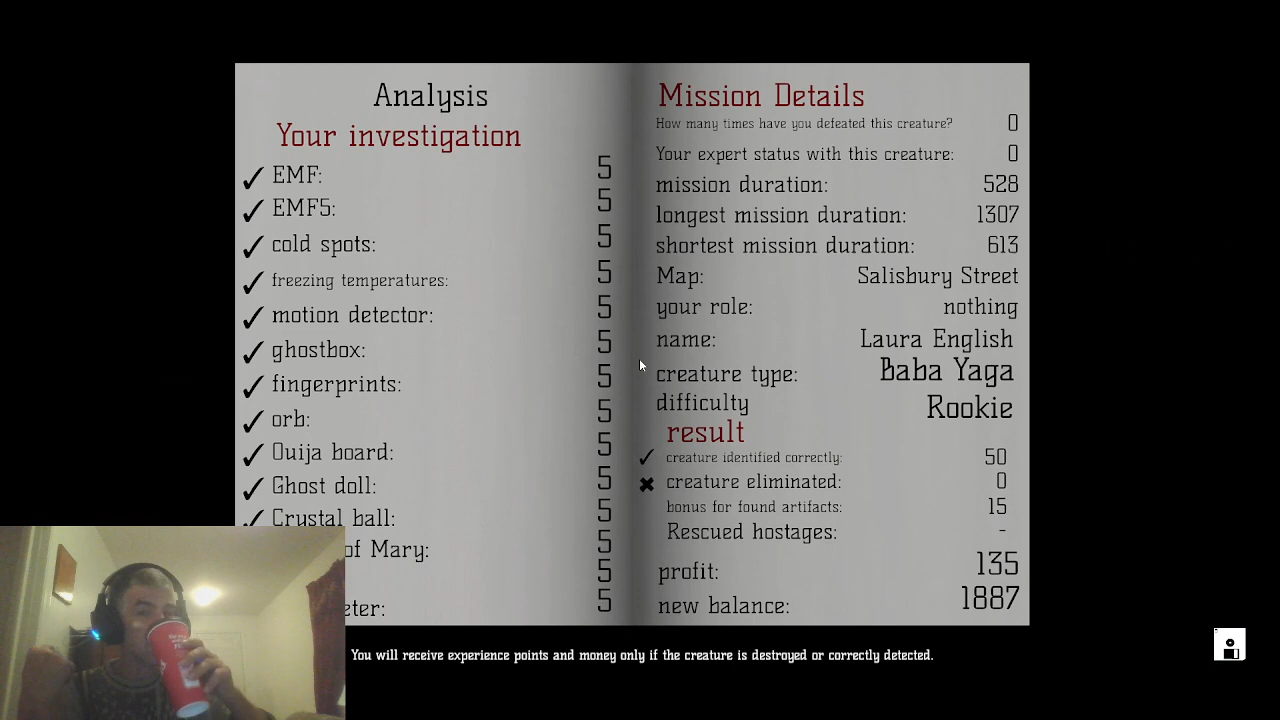 Analysis
Your investigation
EMF: 5
EMF5: 5
cold spots: 5
freezing temperatures: 5
motion detector: 5
ghostbox: 5
fingerprints: 5
orb: 5
Ouija board: 5
Ghost doll: 5
Crystal ball: 5
of Mary: 5
5
eter: 5
Mission Details
How many times have you defeated this creature? 0
Your expert status with this creature: 0
mission duration: 528
longest mission duration: 1307
shortest mission duration: 613
Map: Salisbury Street
your role: nothing
name: Laura English
creature type: Baba Yaga
difficulty Rookie
result
creature identified correctly: 50
creature eliminated: 0
bonus for found artifacts: 15
Rescued hostages: -
profit: 135
new balance: 1887
You will receive experience points and money only if the creature is destroyed or correctly detected.